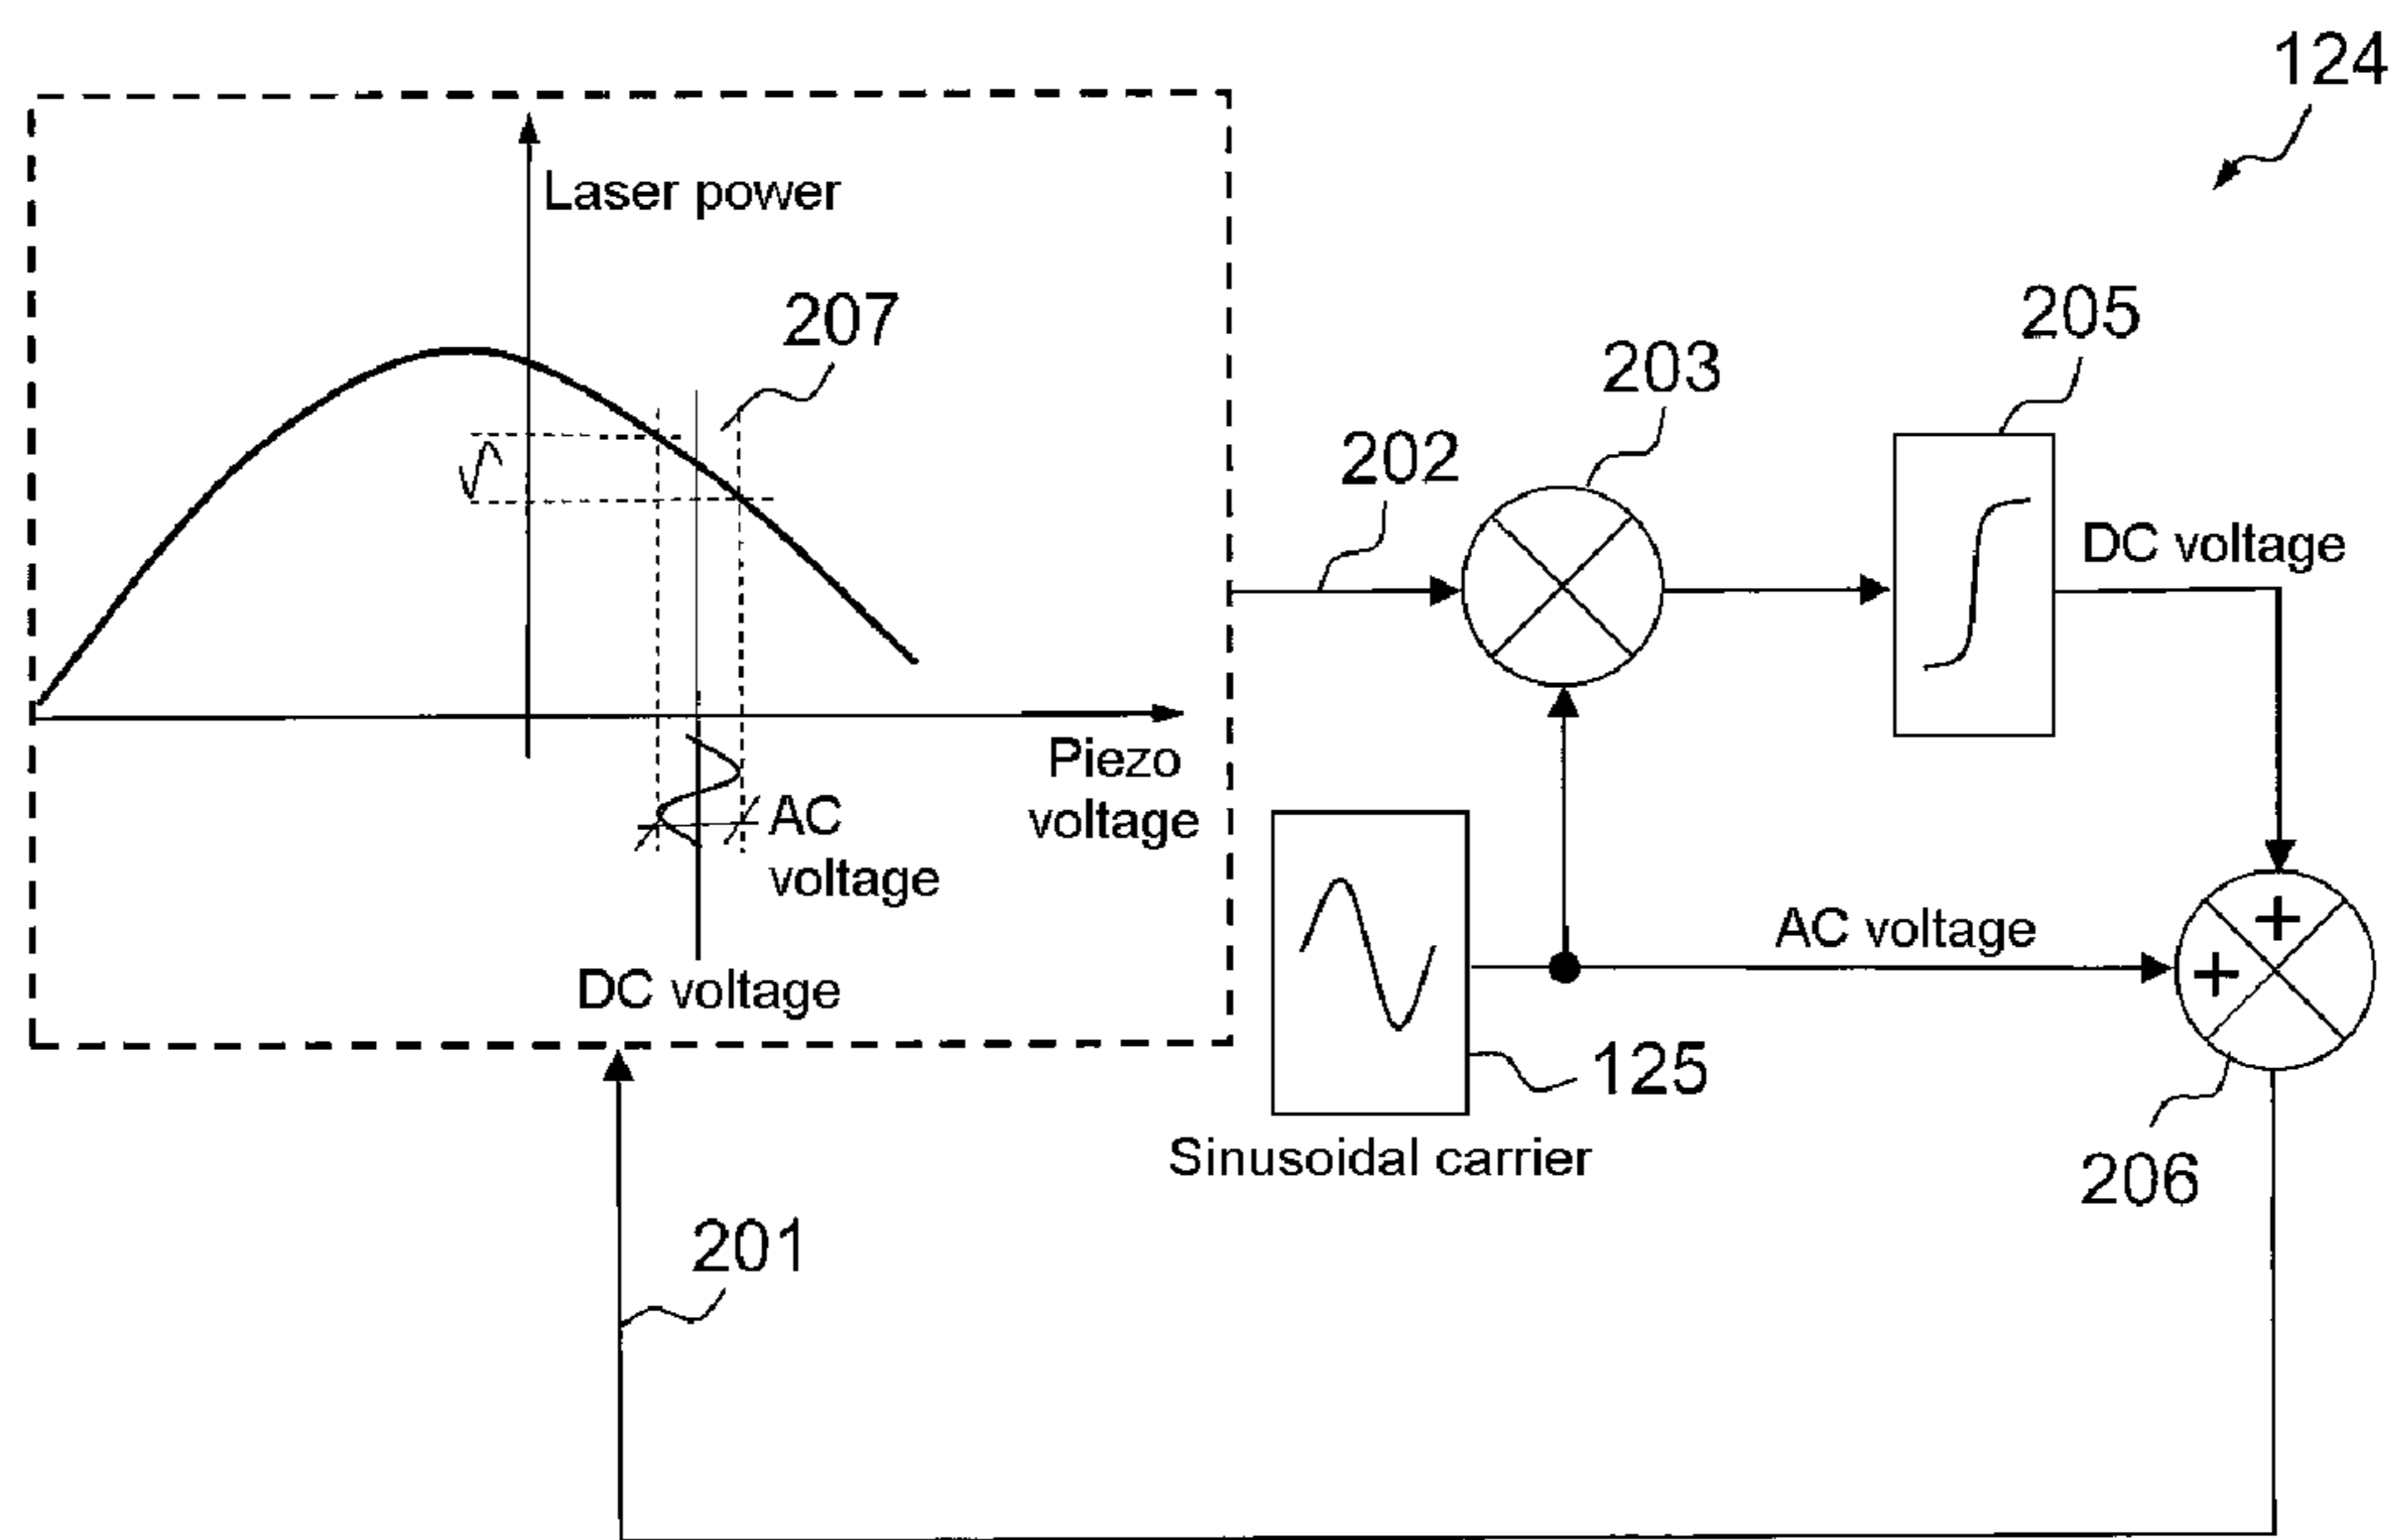 124
Laser power
207
205
203
202
DC voltage
Piezo
voltage
AC
voltage
AC voltage
+
+
DC voltage
125
Sinusoidal carrier
206
201